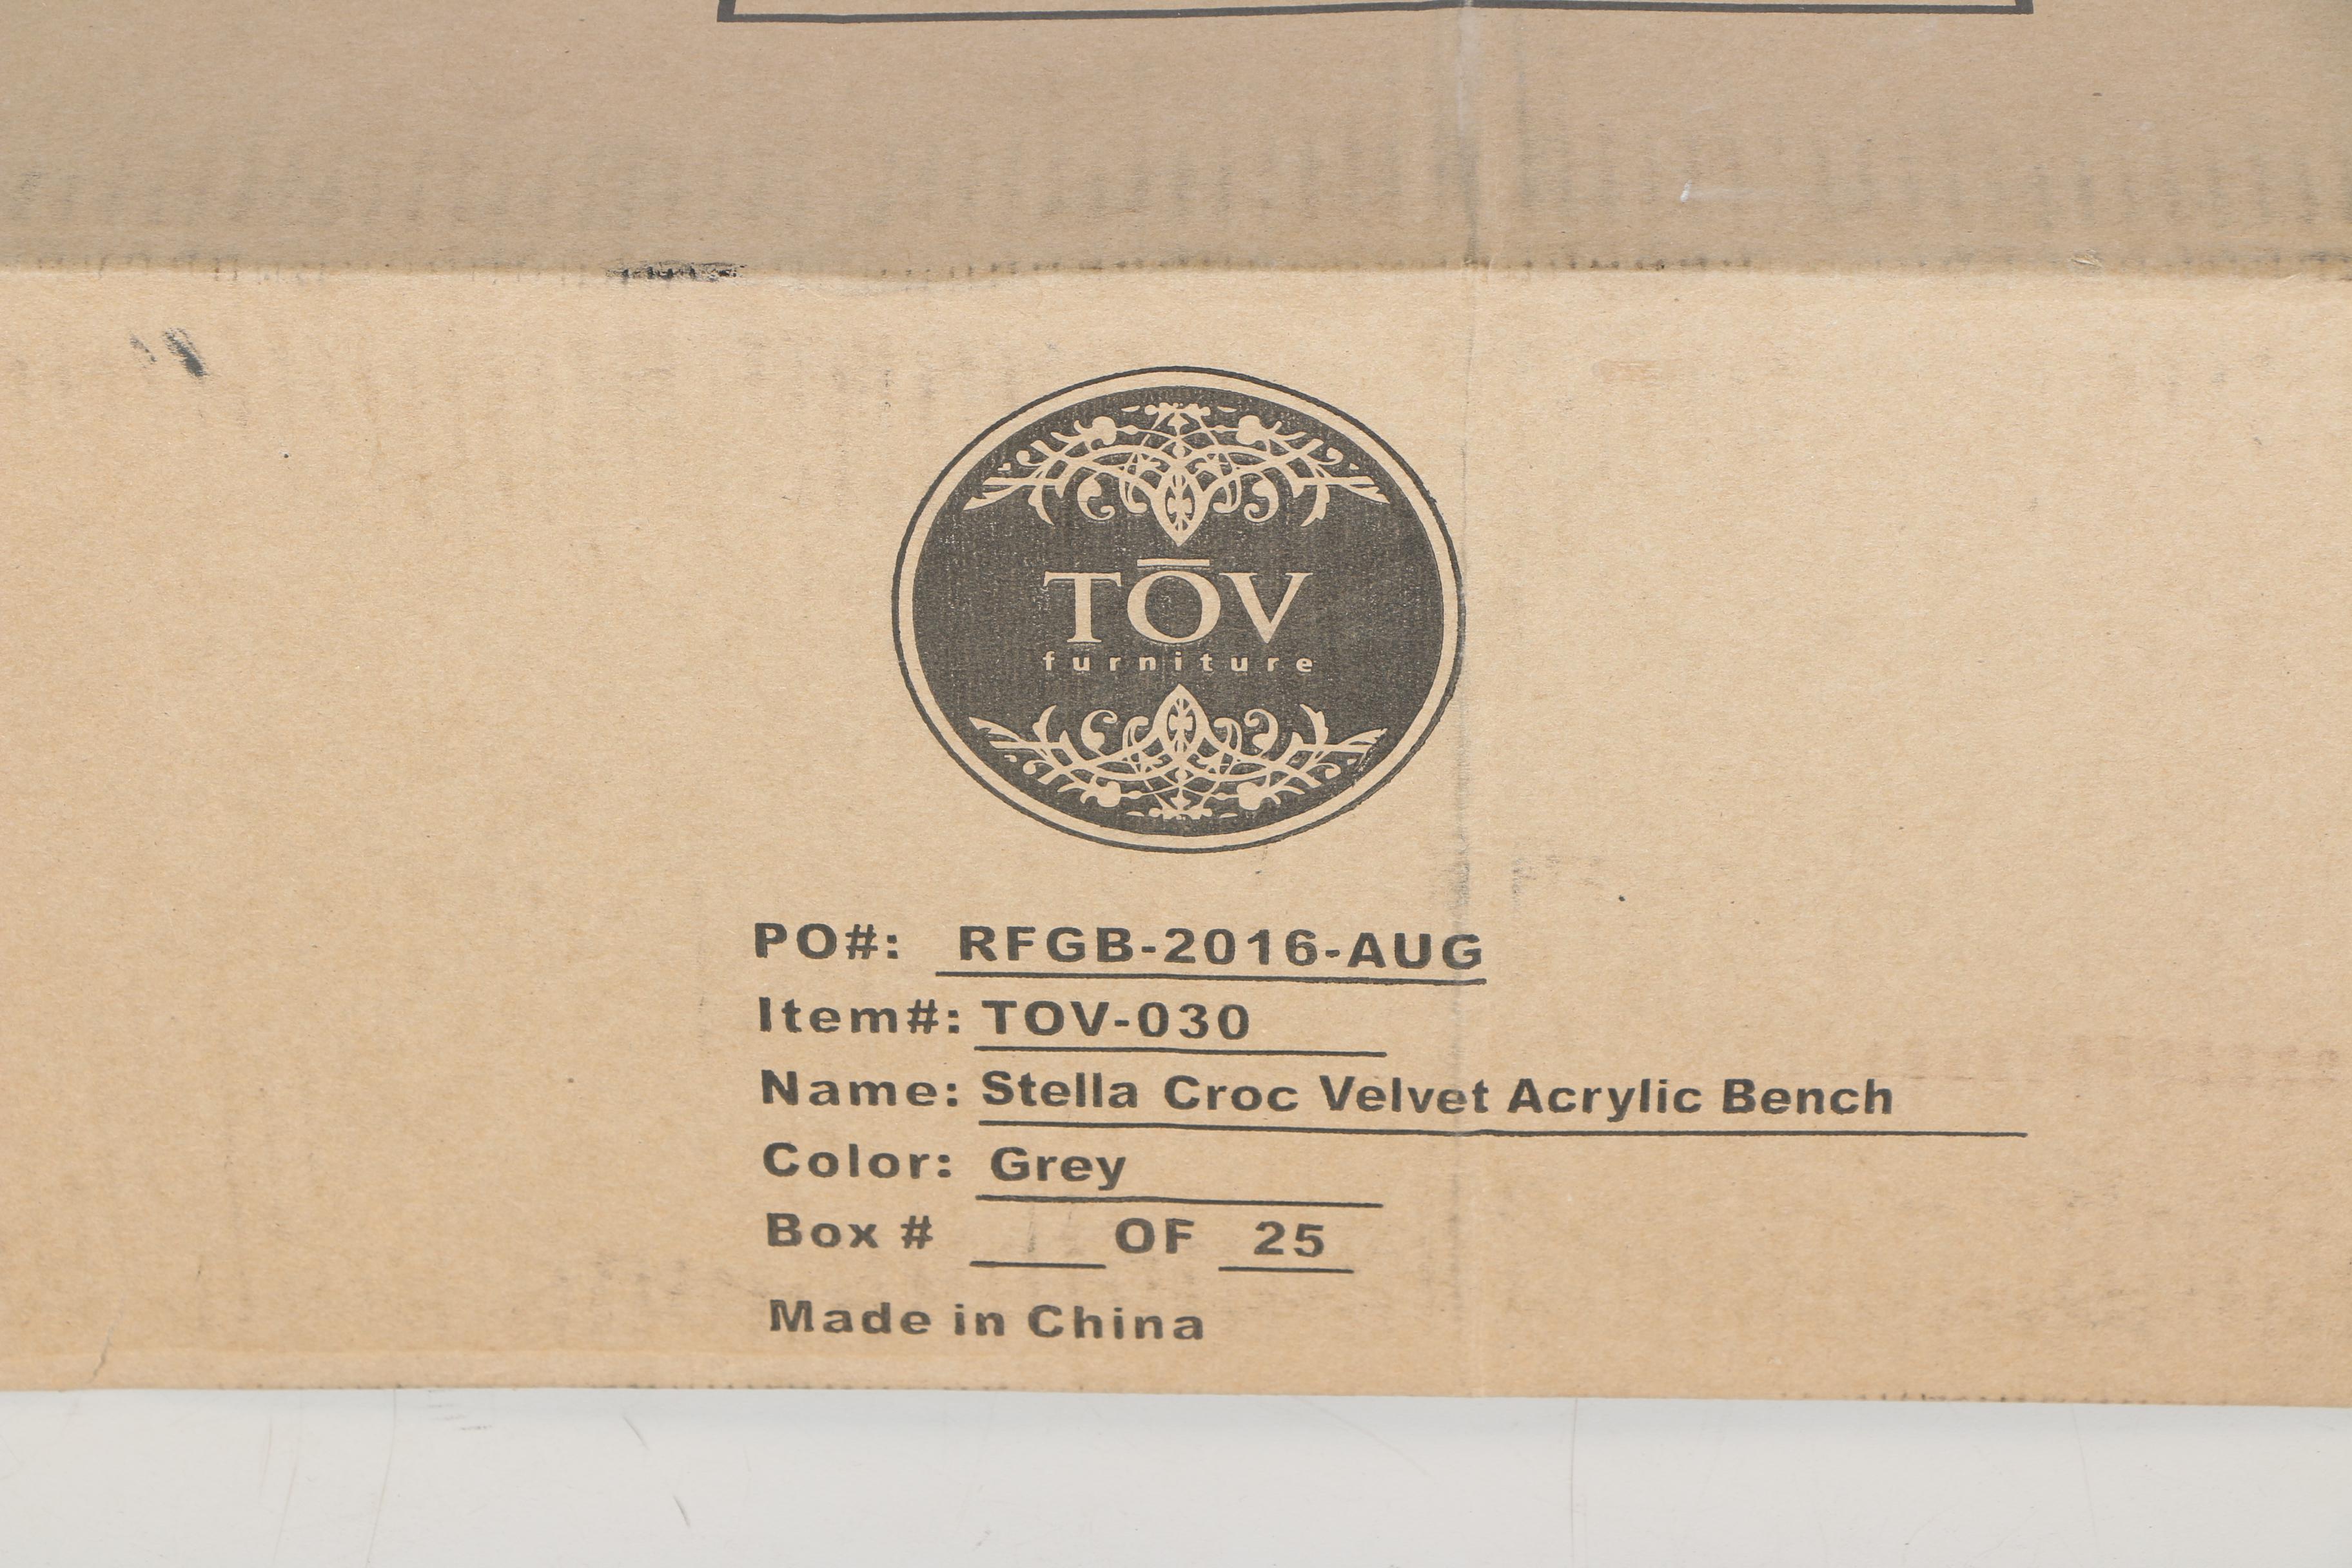 TŌV
furniture
PO#: RFGB-2016-AUG
Item#: TOV-030
Name: Stella Croc Velvet Acrylic Bench
Color: Grey
Box # OF 25
Made in China